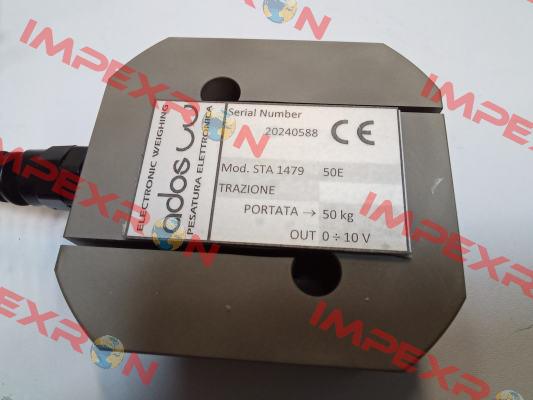 IMPEXRON
IMPEXRON
ELECTRONIC WEIGHING
ados
PESATURA ELETTRONICA
Serial Number
20240588 CE
Mod. STA 1479 50E
TRAZIONE
PORTATA → 50 kg
OUT 0 ÷ 10 V
IMPEXRON
IMPEXRON